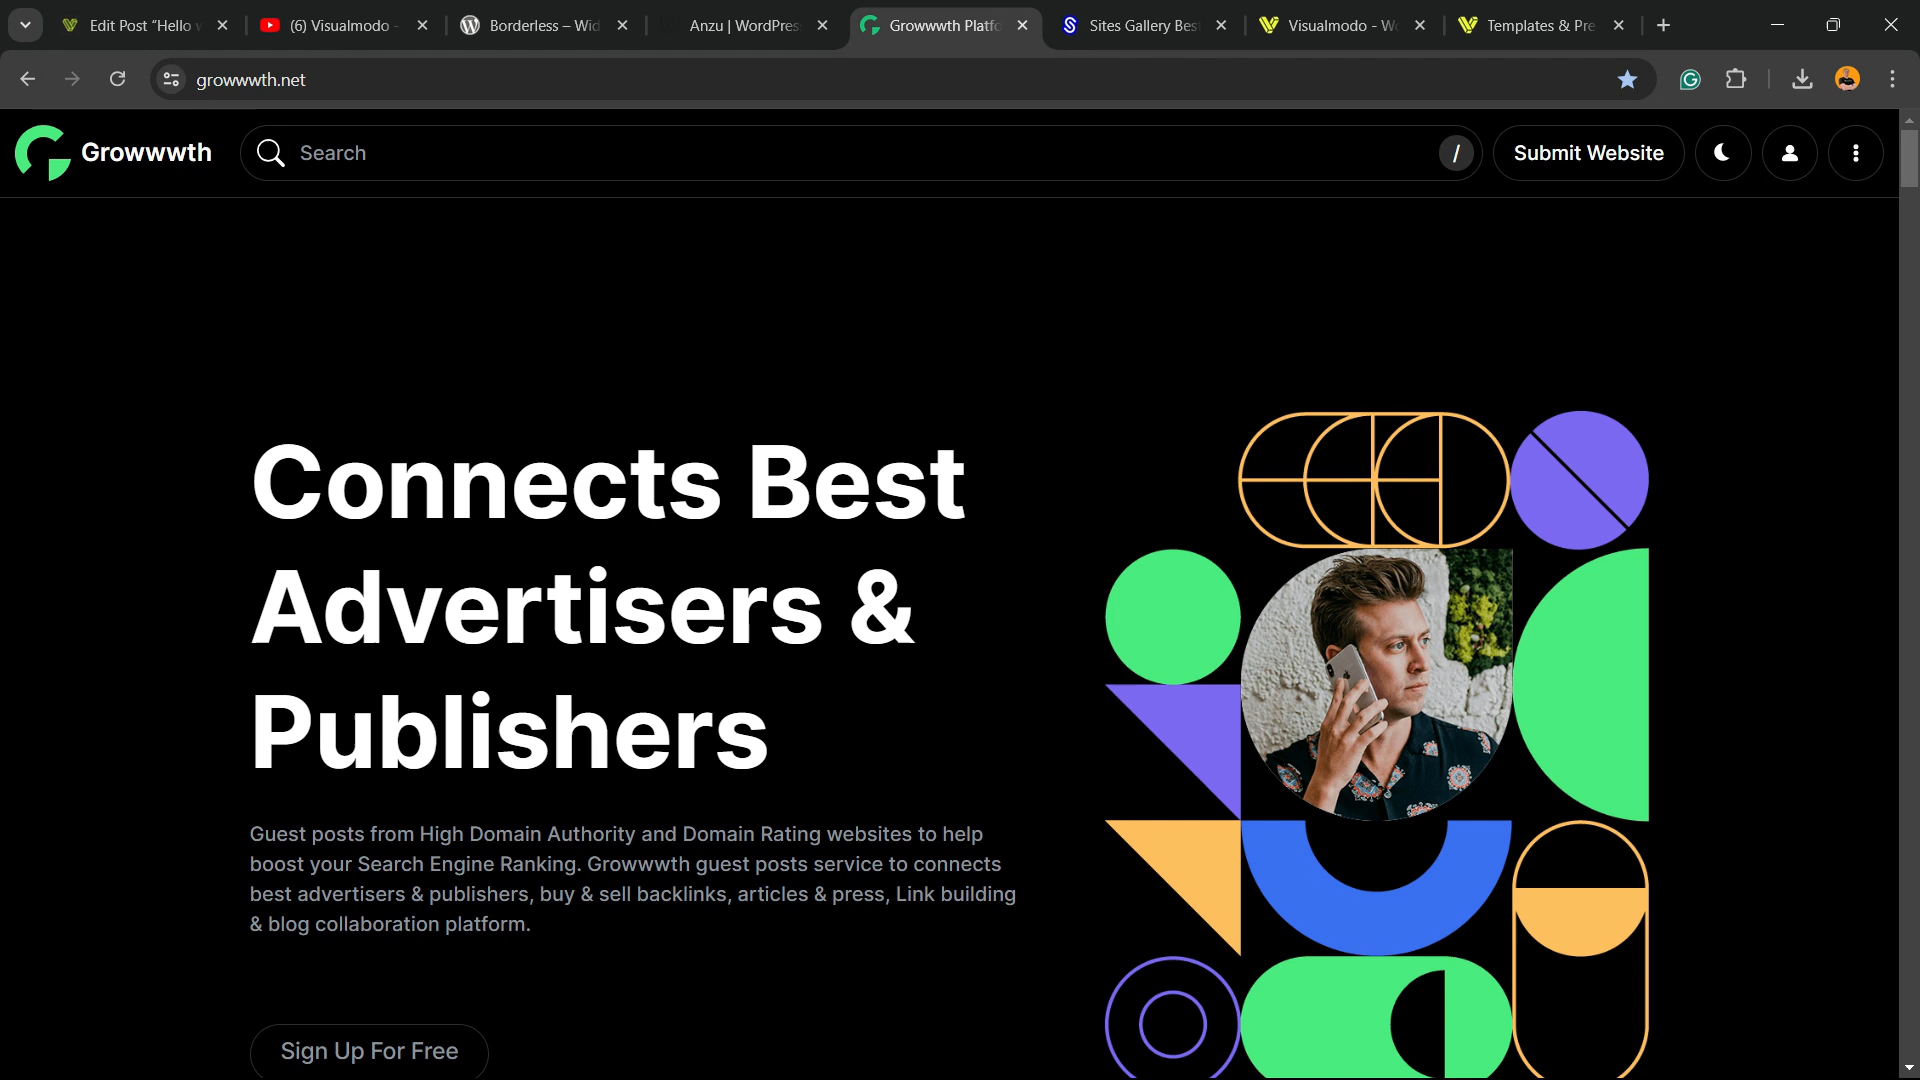 Edit Post “Hello w
(6) Visualmodo -
Borderless – Wid
Anzu | WordPres
Growwwth Platfo
Sites Gallery Bes
Visualmodo - Wo
Templates & Pre
growwwth.net
Growwwth
Search
/
Submit Website
Connects Best
Advertisers &
Publishers
Guest posts from High Domain Authority and Domain Rating websites to help
boost your Search Engine Ranking. Growwwth guest posts service to connects
best advertisers & publishers, buy & sell backlinks, articles & press, Link building
& blog collaboration platform.
Sign Up For Free